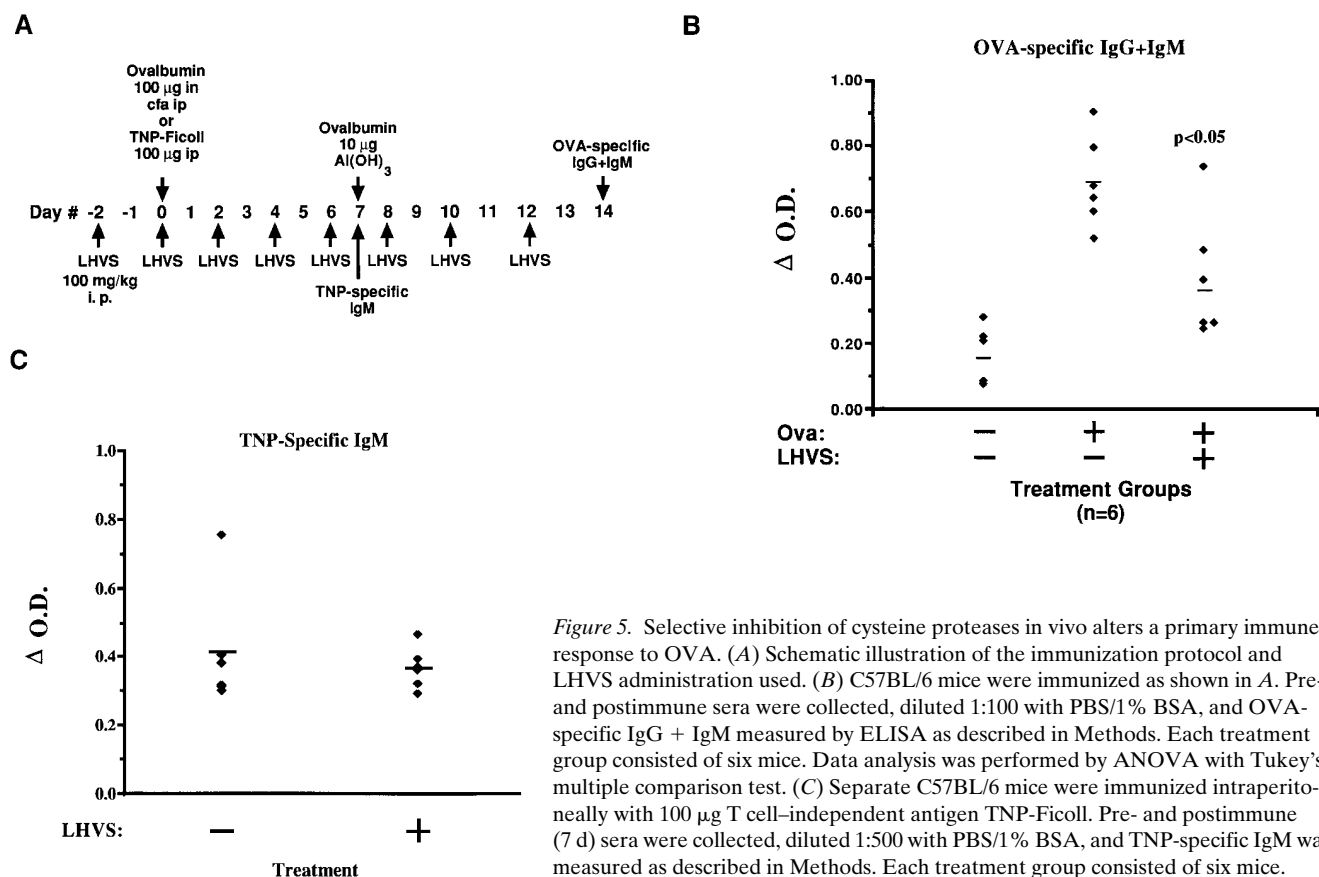 A
Ovalbumin
100 μg in
cfa ip
or
TNP-Ficoll
100 μg ip
Ovalbumin
10 μg
Al(OH)3
OVA-specific
IgG+IgM
Day # -2 -1 0 1 2 3 4 5 6 7 8 9 10 11 12 13 14
LHVS LHVS LHVS LHVS LHVS LHVS LHVS LHVS
100 mg/kg
i. p.
TNP-specific
IgM
B
OVA-specific IgG+IgM
1.00
0.80
0.60
0.40
0.20
0.00
Δ O.D.
p<0.05
Ova: — + +
LHVS: — — +
Treatment Groups
(n=6)
C
TNP-Specific IgM
1.0
0.8
0.6
0.4
0.2
0.0
Δ O.D.
LHVS: — +
Treatment
Figure 5. Selective inhibition of cysteine proteases in vivo alters a primary immune
response to OVA. (A) Schematic illustration of the immunization protocol and
LHVS administration used. (B) C57BL/6 mice were immunized as shown in A. Pre-
and postimmune sera were collected, diluted 1:100 with PBS/1% BSA, and OVA-
specific IgG + IgM measured by ELISA as described in Methods. Each treatment
group consisted of six mice. Data analysis was performed by ANOVA with Tukey's
multiple comparison test. (C) Separate C57BL/6 mice were immunized intraperito-
neally with 100 μg T cell–independent antigen TNP-Ficoll. Pre- and postimmune
(7 d) sera were collected, diluted 1:500 with PBS/1% BSA, and TNP-specific IgM wa
measured as described in Methods. Each treatment group consisted of six mice.